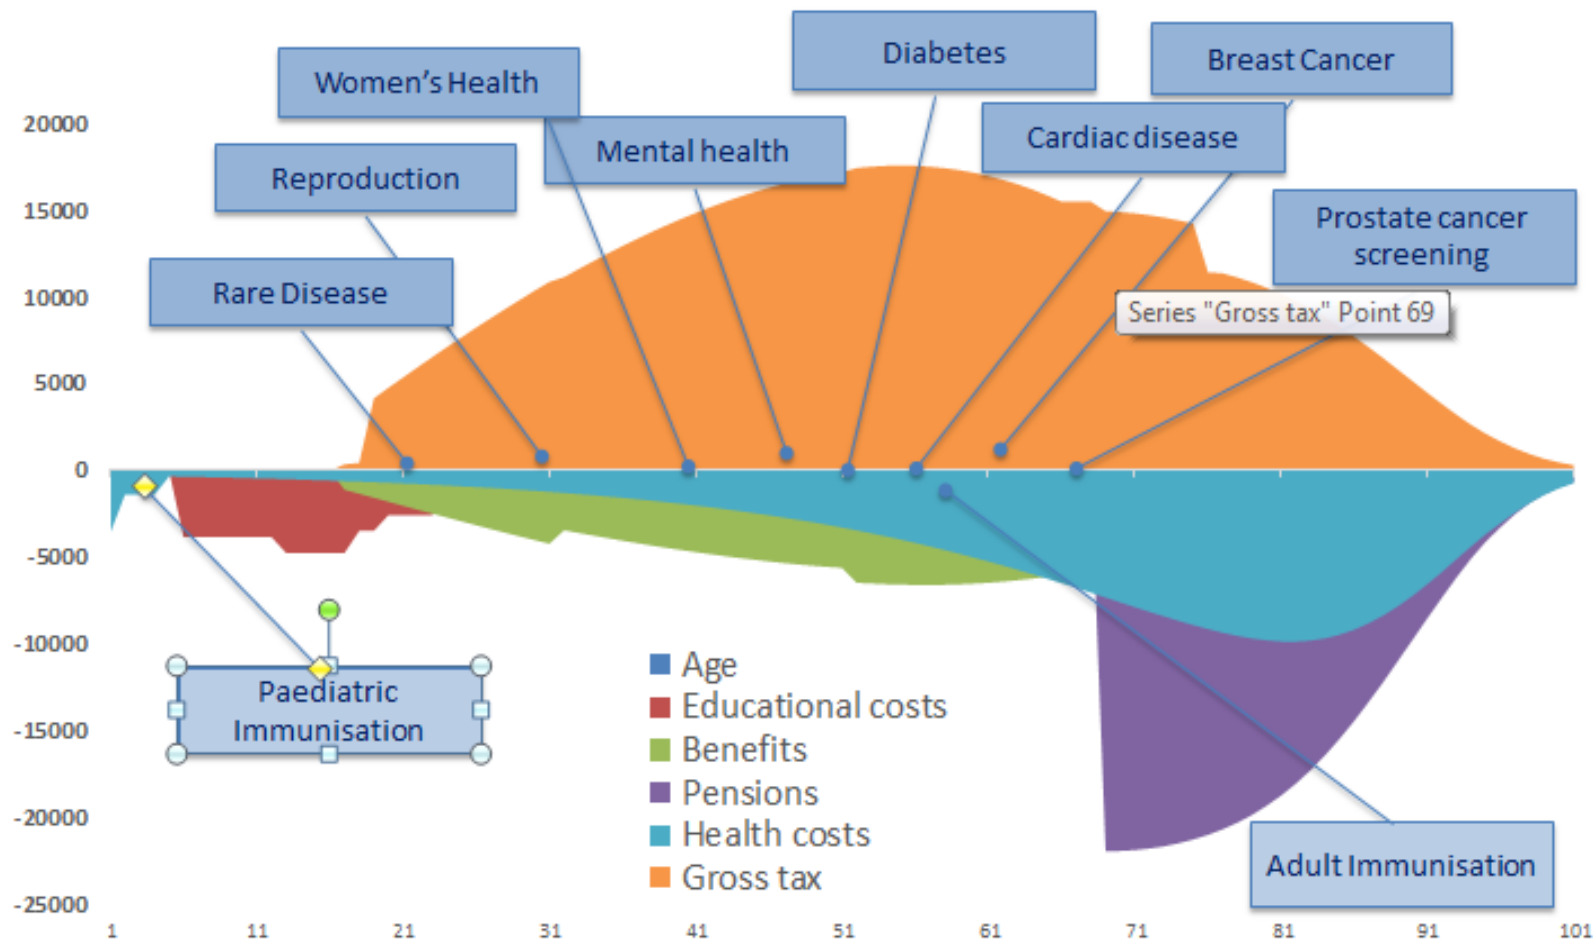 Diabetes
Breast Cancer
Women's Health
Cardiac disease
Mental health
Reproduction
Prostate cancer
screening
Rare Disease
Series "Gross tax" Point 69
20000
15000
10000
5000
0
-5000
-10000
-15000
-20000
-25000
Paediatric
Immunisation
Age
Educational costs
Benefits
Pensions
Health costs
Gross tax
Adult Immunisation
1 11 21 31 41 51 61 71 81 91 101